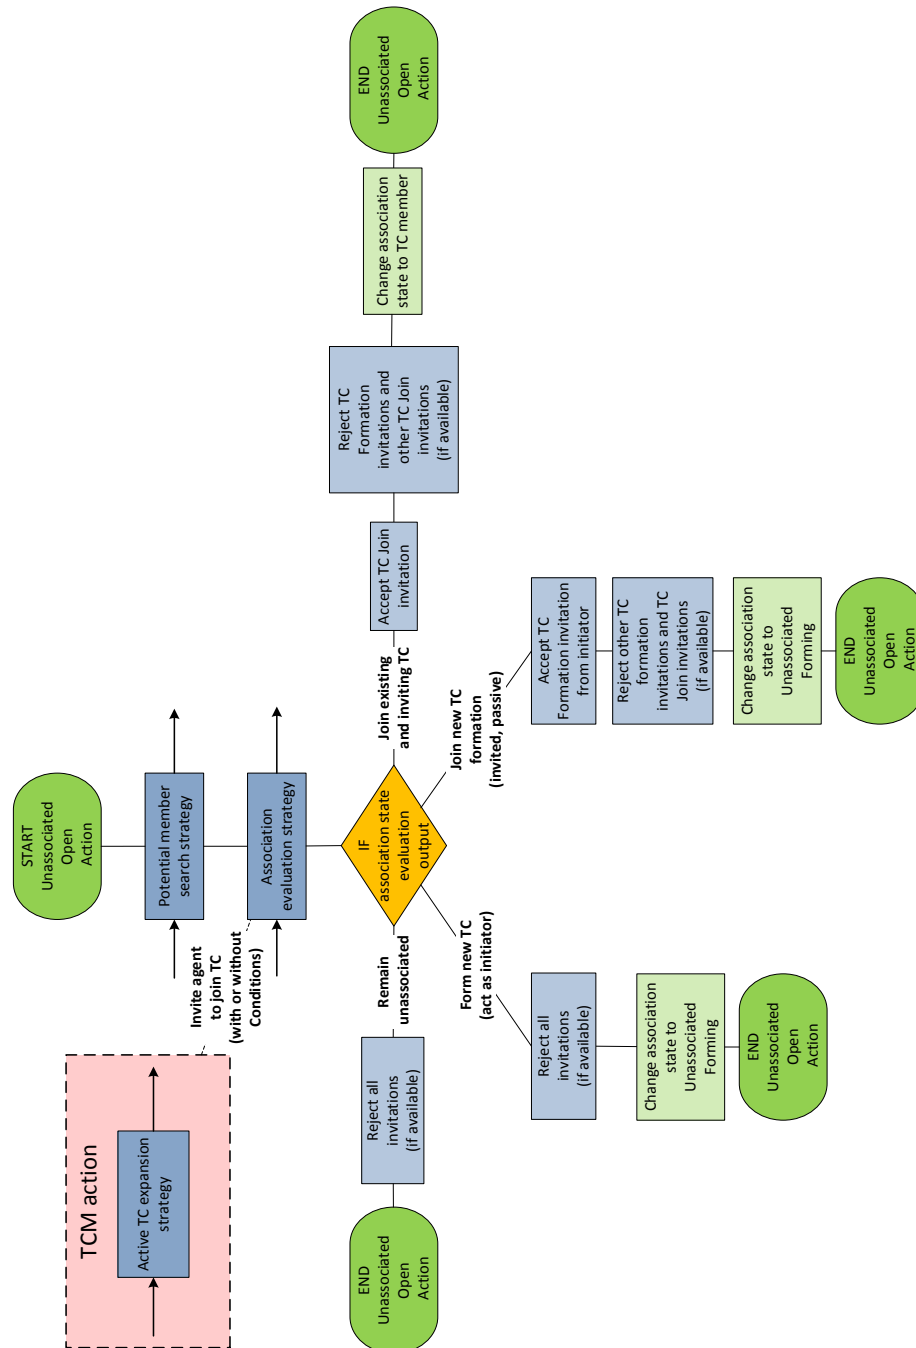 TCM action
Active TC expansion
strategy
Invite agent
to join TC
(with or without
Conditions)
START
Unassociated
Open
Action
Potential member
search strategy
Association
evaluation strategy
IF
association state
evaluation
output
Remain
unassociated
Reject all
invitations
(if available)
END
Unassociated
Open
Action
Form new TC
(act as initiator)
Reject all
invitations
(if available)
Change association
state to
Unassociated
Forming
END
Unassociated
Open
Action
Join new TC
formation
(invited, passive)
Accept TC
Formation invitation
from initiator
Reject other TC
formation
invitations and TC
Join invitations
(if available)
Change association
state to
Unassociated
Forming
END
Unassociated
Open
Action
Join existing
and inviting TC
Accept TC Join
invitation
Reject TC
Formation
invitations and
other TC Join
invitations
(if available)
Change association
state to TC member
END
Unassociated
Open
Action